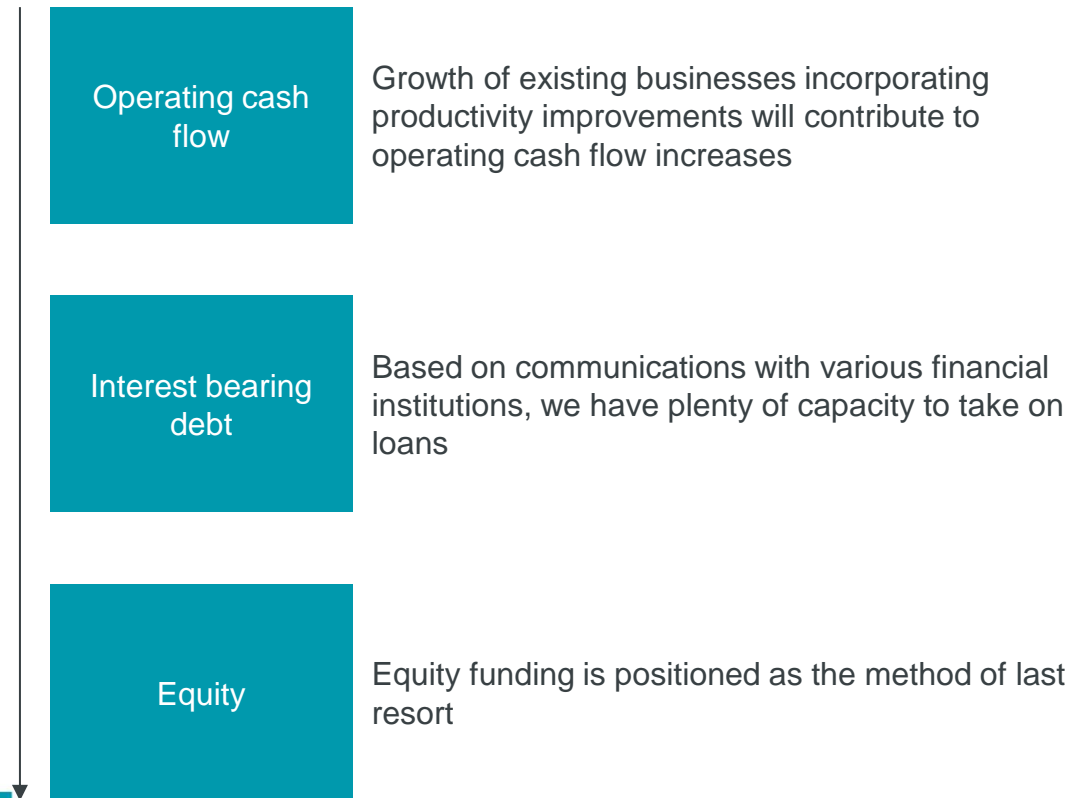 Operating cash
flow
Growth of existing businesses incorporating
productivity improvements will contribute to
operating cash flow increases
Interest bearing
debt
Based on communications with various financial
institutions, we have plenty of capacity to take on
loans
Equity
Equity funding is positioned as the method of last
resort